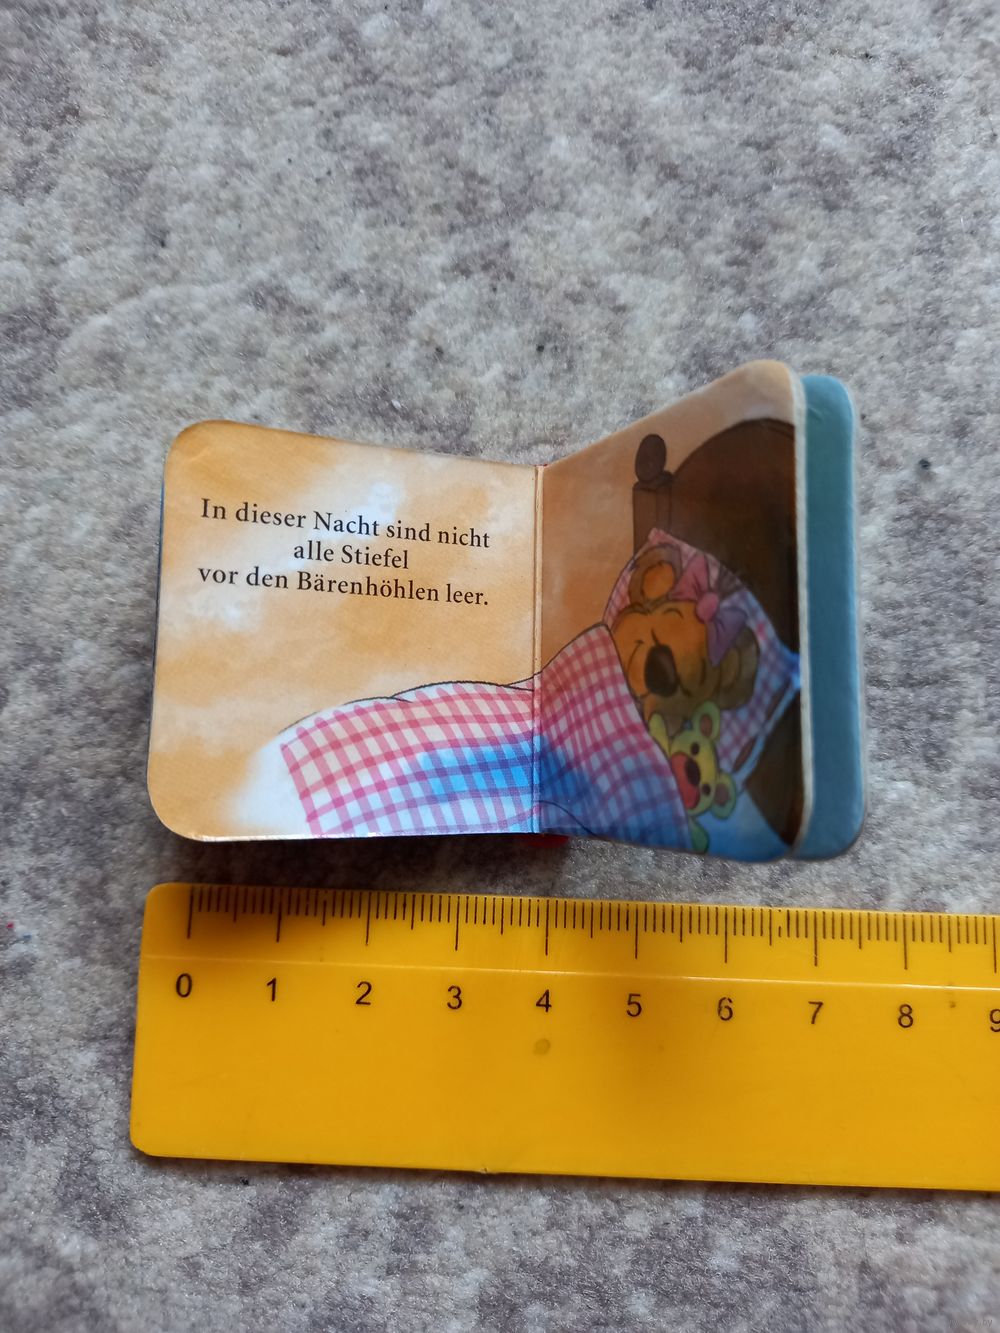 In dieser Nacht sind nicht
alle Stiefel
vor den Bärenhöhlen leer.
0 1 2 3 4 5 6 7 8 9